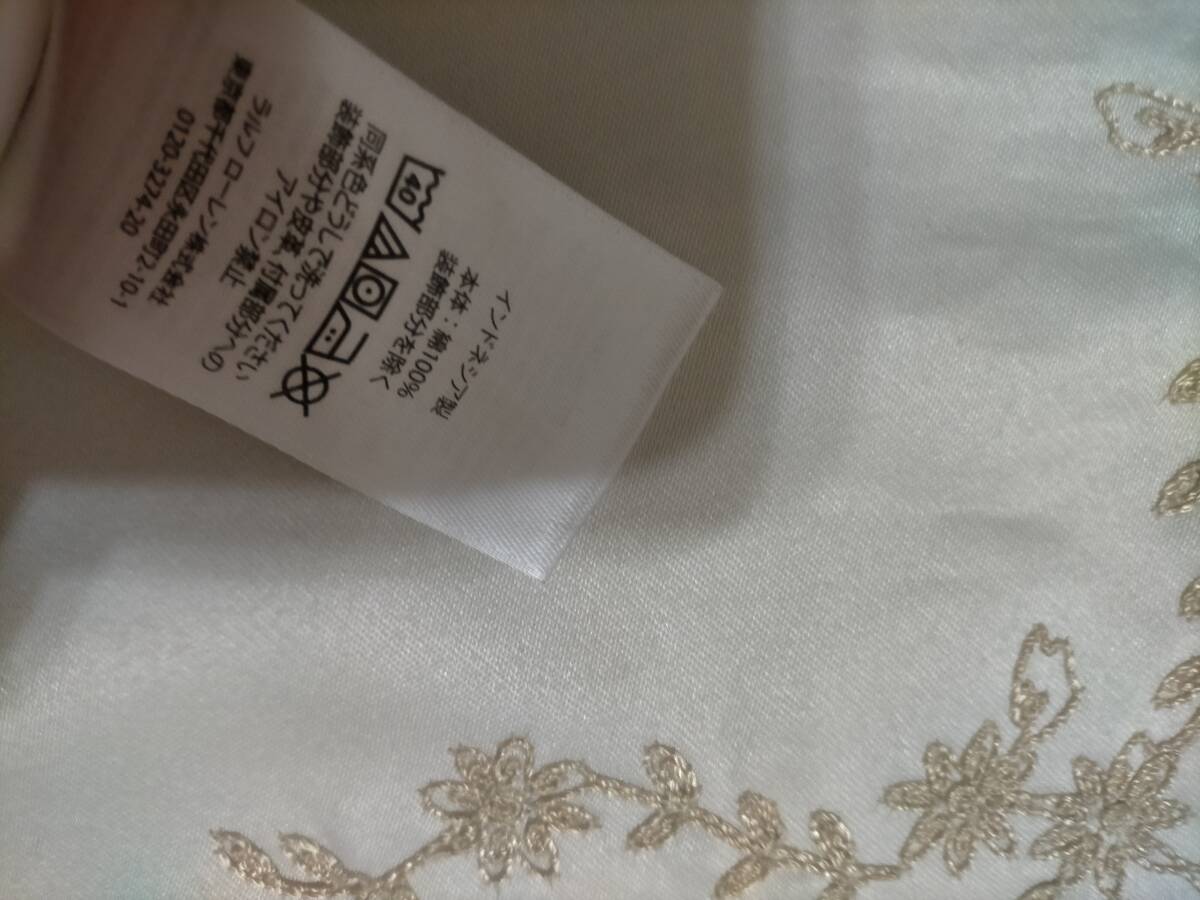 インドネシア製
本体：綿100%
装飾部分を除く
40
同系色どうしで洗ってください
装飾部分や皮革、付属部分への
アイロン禁止
ラルフ ローレン株式会社
東京都千代田区永田町2-10-1
0120-3274-20